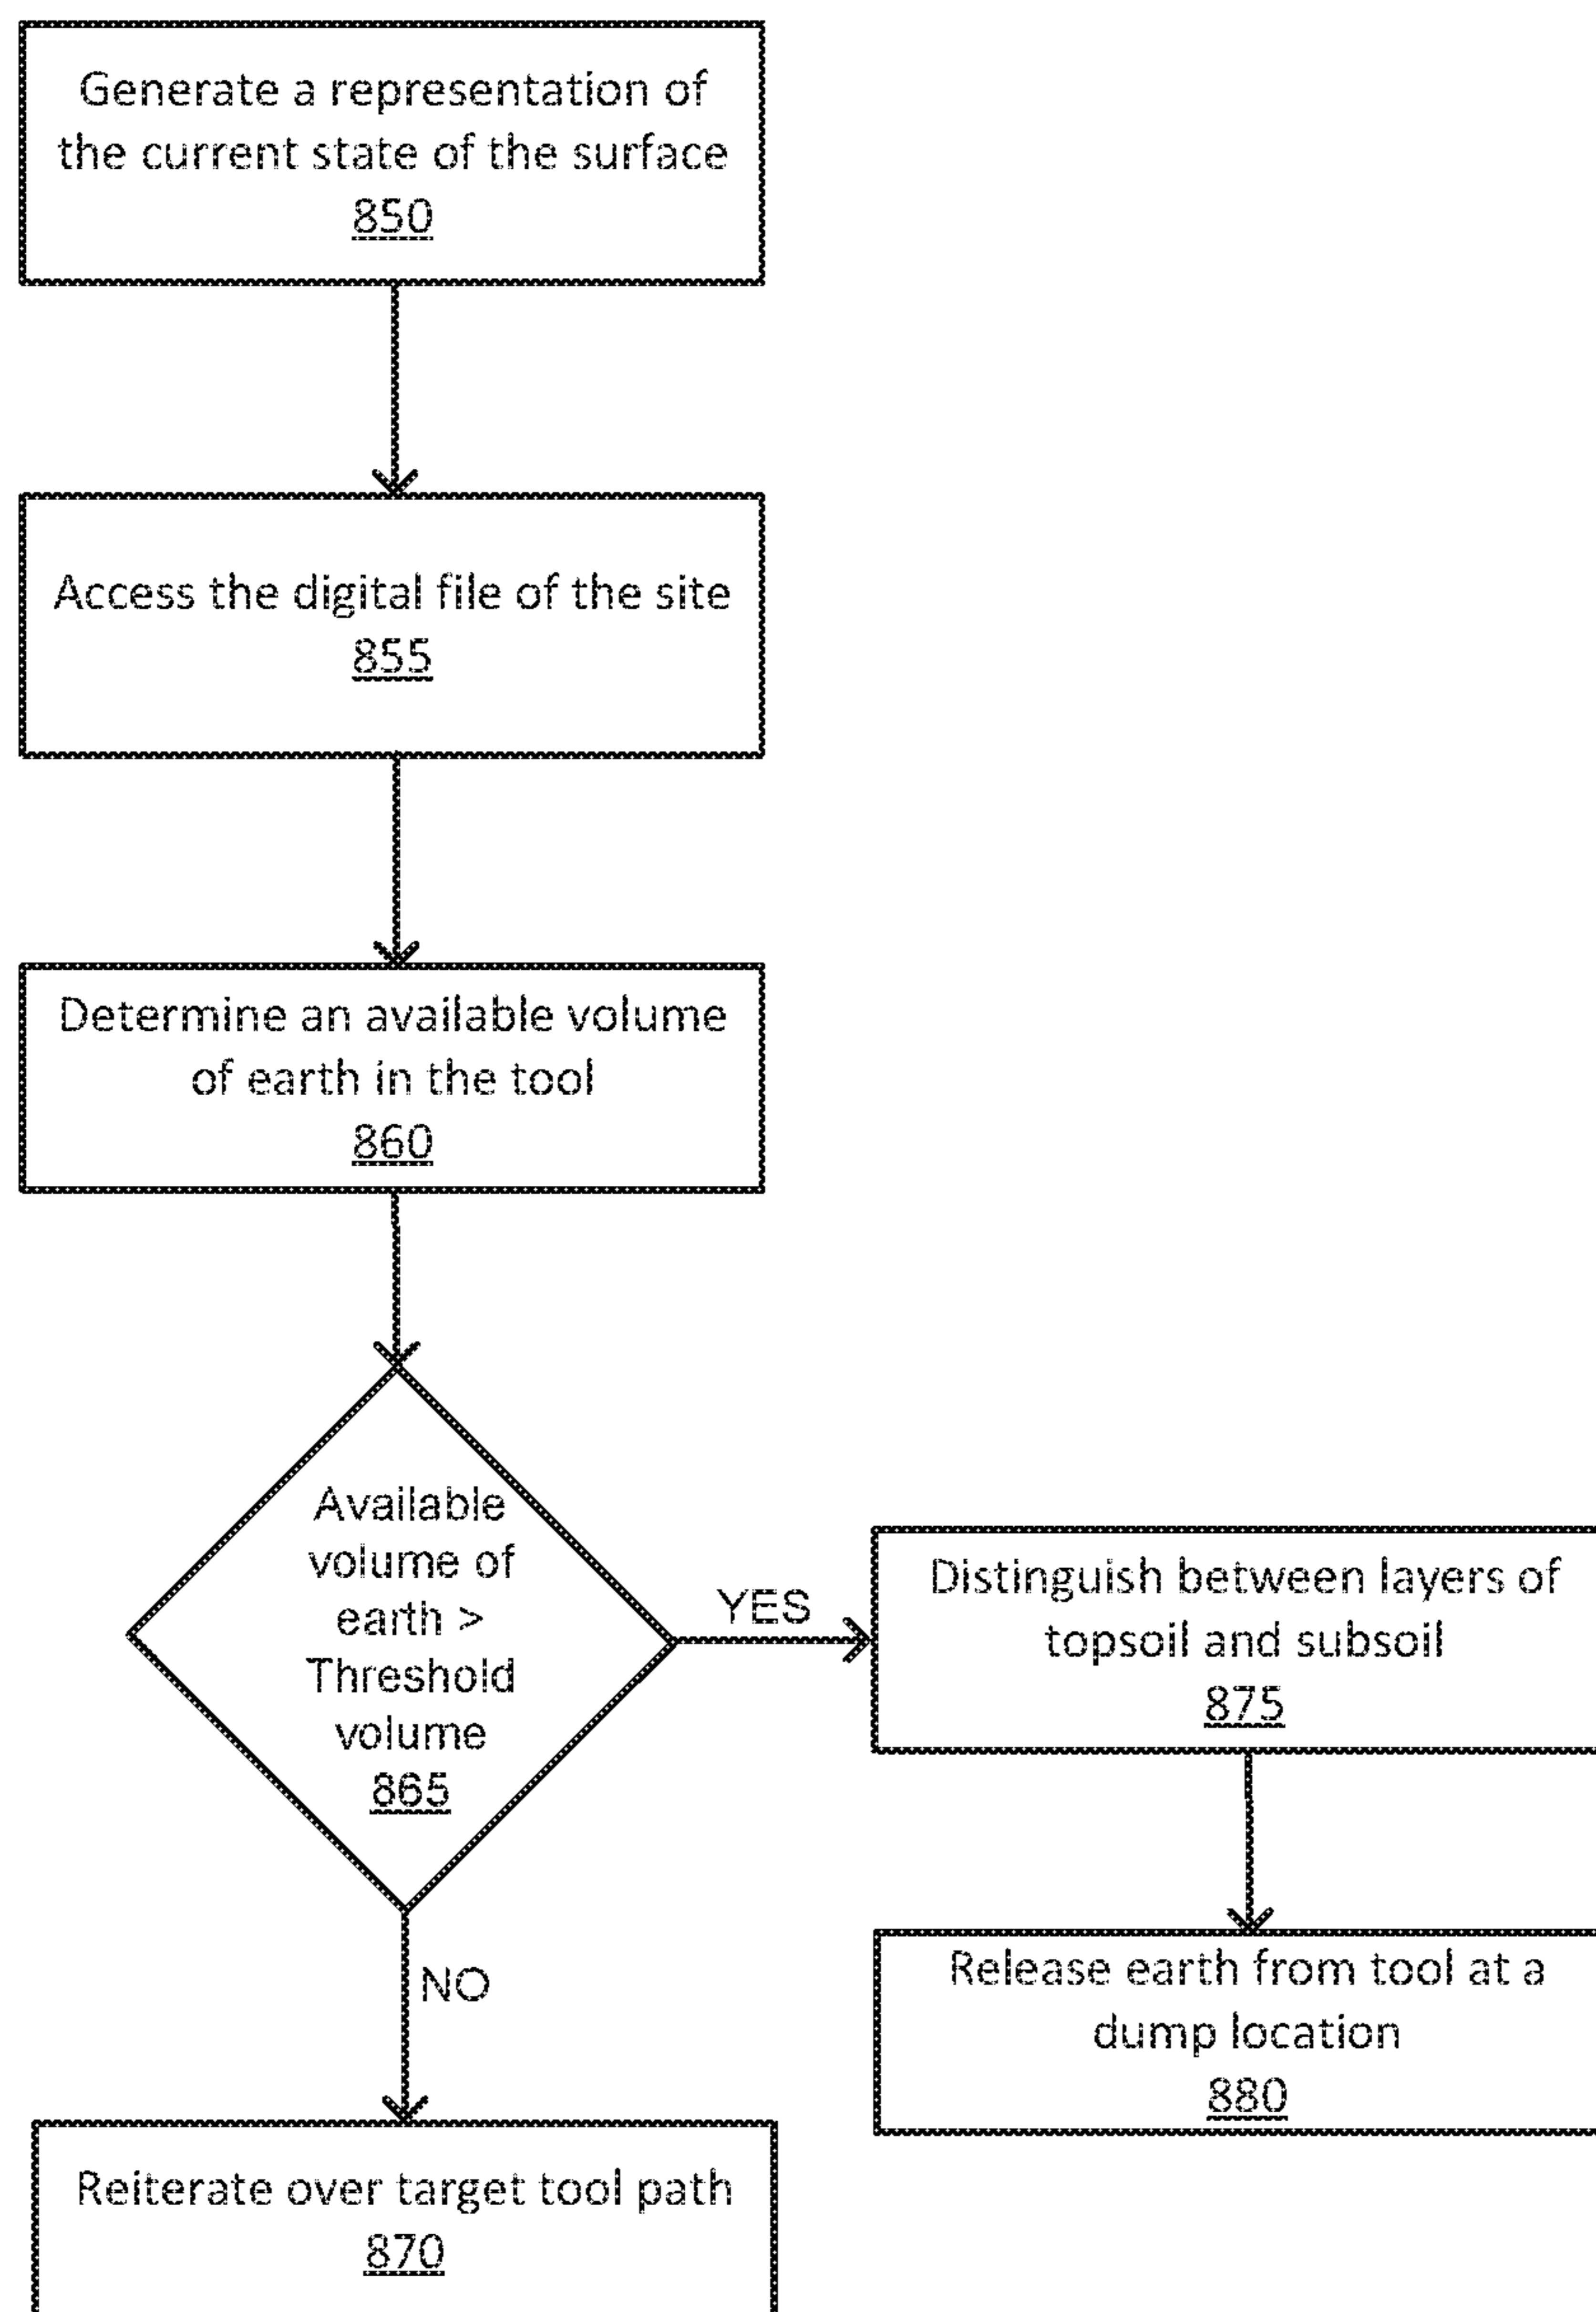 Generate a representation of
the current state of the surface
850
Access the digital file of the site
855
Determine an available volume
of earth in the tool
860
Available
volume of
earth >
Threshold
volume
865
YES
Distinguish between layers of
topsoil and subsoil
875
Release earth from tool at a
dump location
880
NO
Reiterate over target tool path
870